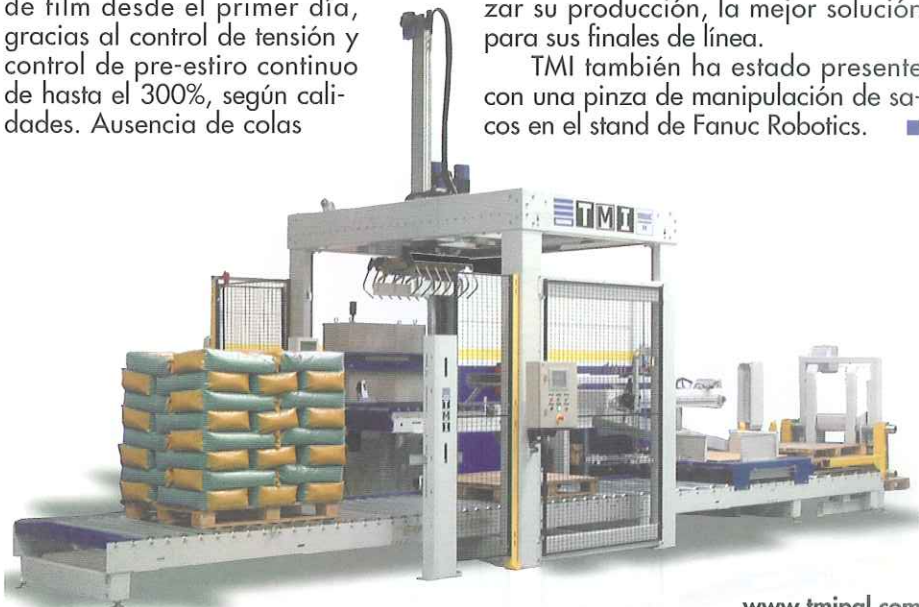 de film desde el primer día,
gracias al control de tensión y
control de pre-estiro continuo
de hasta el 300%, según cali-
dades. Ausencia de colas
zar su producción, la mejor solución
para sus finales de línea.
TMI también ha estado presente
con una pinza de manipulación de sa-
cos en el stand de Fanuc Robotics.
TMI
TMI
www.tmipal.com